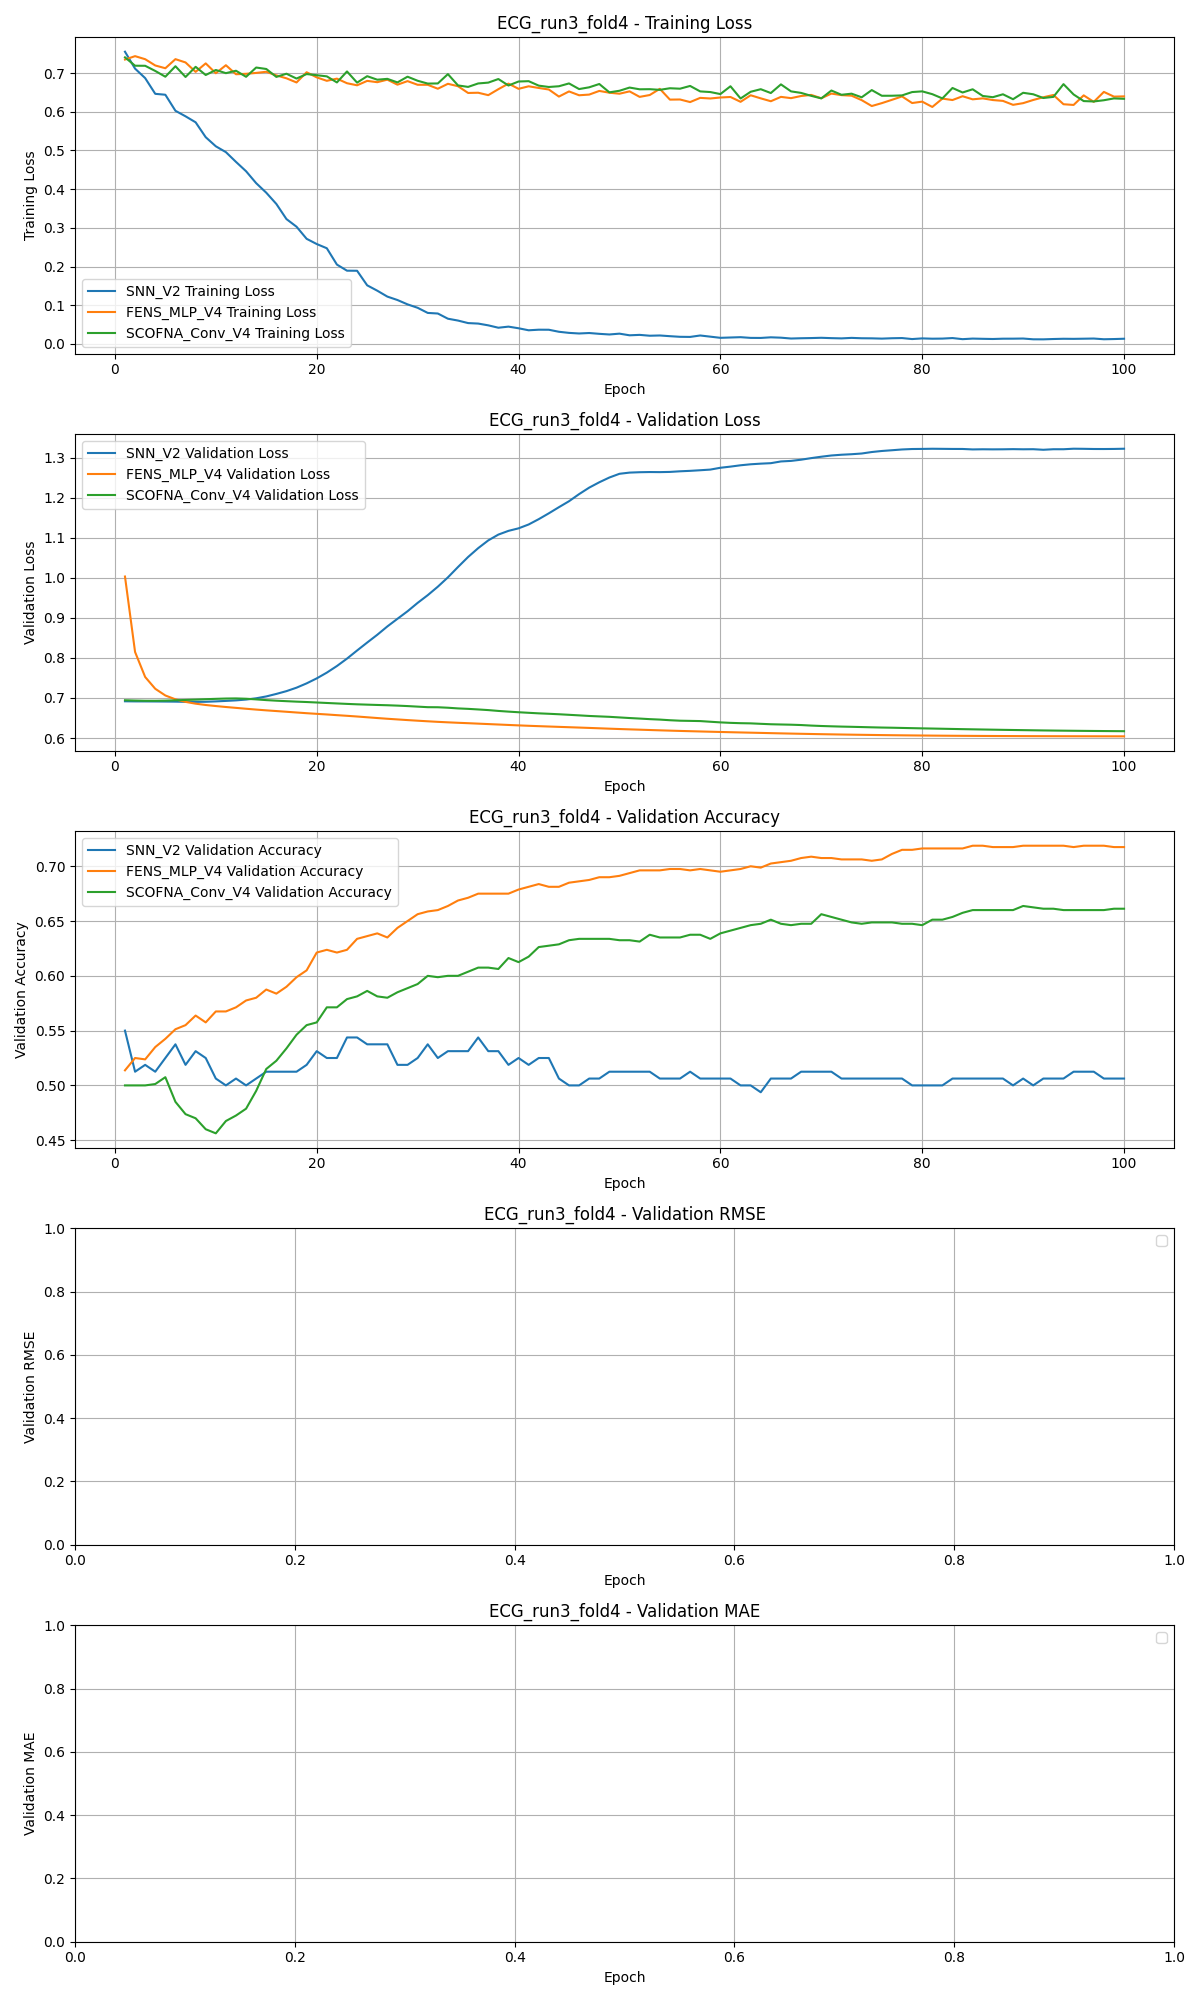 ECG_run3_fold4 - Training Loss
Training Loss
0.7
0.6
0.5
0.4
0.3
0.2
0.1
0.0
SNN_V2 Training Loss
FENS_MLP_V4 Training Loss
SCOFNA_Conv_V4 Training Loss
0 20 40 60 80 100
Epoch
ECG_run3_fold4 - Validation Loss
Validation Loss
1.3
1.2
1.1
1.0
0.9
0.8
0.7
0.6
SNN_V2 Validation Loss
FENS_MLP_V4 Validation Loss
SCOFNA_Conv_V4 Validation Loss
0 20 40 60 80 100
Epoch
ECG_run3_fold4 - Validation Accuracy
Validation Accuracy
0.70
0.65
0.60
0.55
0.50
0.45
SNN_V2 Validation Accuracy
FENS_MLP_V4 Validation Accuracy
SCOFNA_Conv_V4 Validation Accuracy
0 20 40 60 80 100
Epoch
ECG_run3_fold4 - Validation RMSE
Validation RMSE
1.0
0.8
0.6
0.4
0.2
0.0
0.0 0.2 0.4 0.6 0.8 1.0
Epoch
ECG_run3_fold4 - Validation MAE
Validation MAE
1.0
0.8
0.6
0.4
0.2
0.0
0.0 0.2 0.4 0.6 0.8 1.0
Epoch